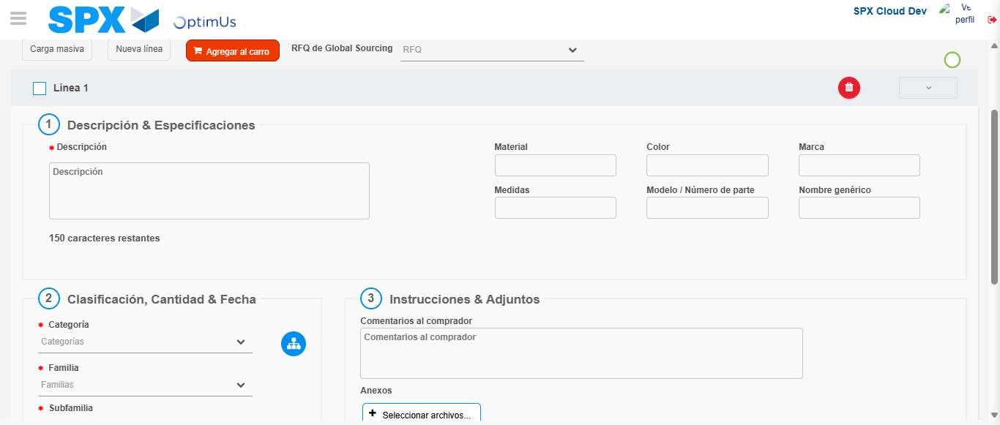 SPX OptimUs
SPX Cloud Dev
Ve
perfil
Carga masiva
Nueva línea
Agregar al carro
RFQ de Global Sourcing
RFQ
Línea 1
1 Descripción & Especificaciones
* Descripción
Descripción
150 caracteres restantes
Material
Color
Marca
Medidas
Modelo / Número de parte
Nombre genérico
2 Clasificación, Cantidad & Fecha
* Categoría
Categorías
* Familia
Familias
* Subfamilia
3 Instrucciones & Adjuntos
Comentarios al comprador
Comentarios al comprador
Anexos
+ Seleccionar archivos...